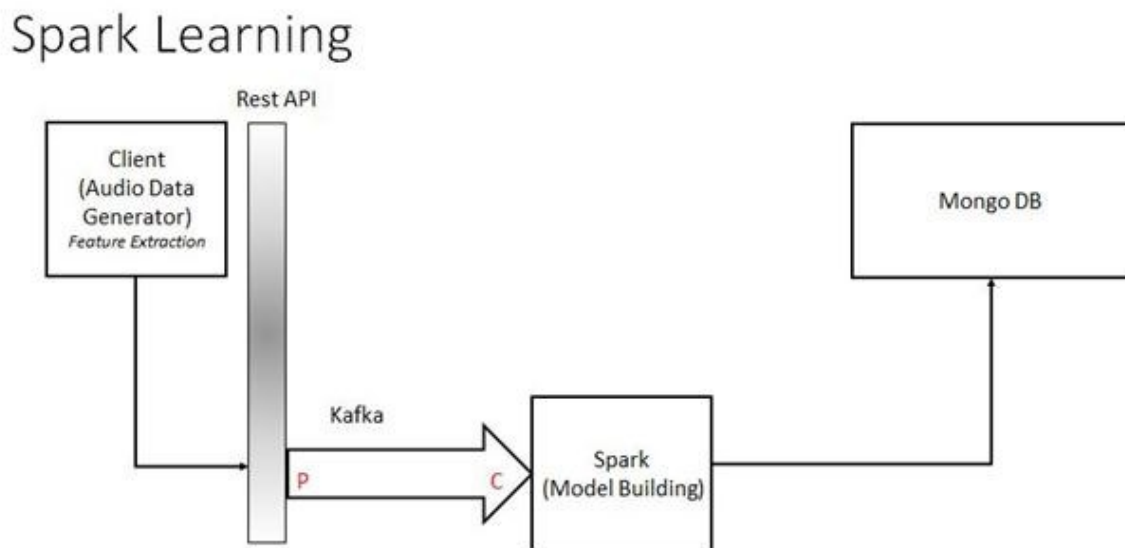 Spark Learning
Rest API
Client
(Audio Data
Generator)
Feature Extraction
Mongo DB
Kafka
P
C
Spark
(Model Building)